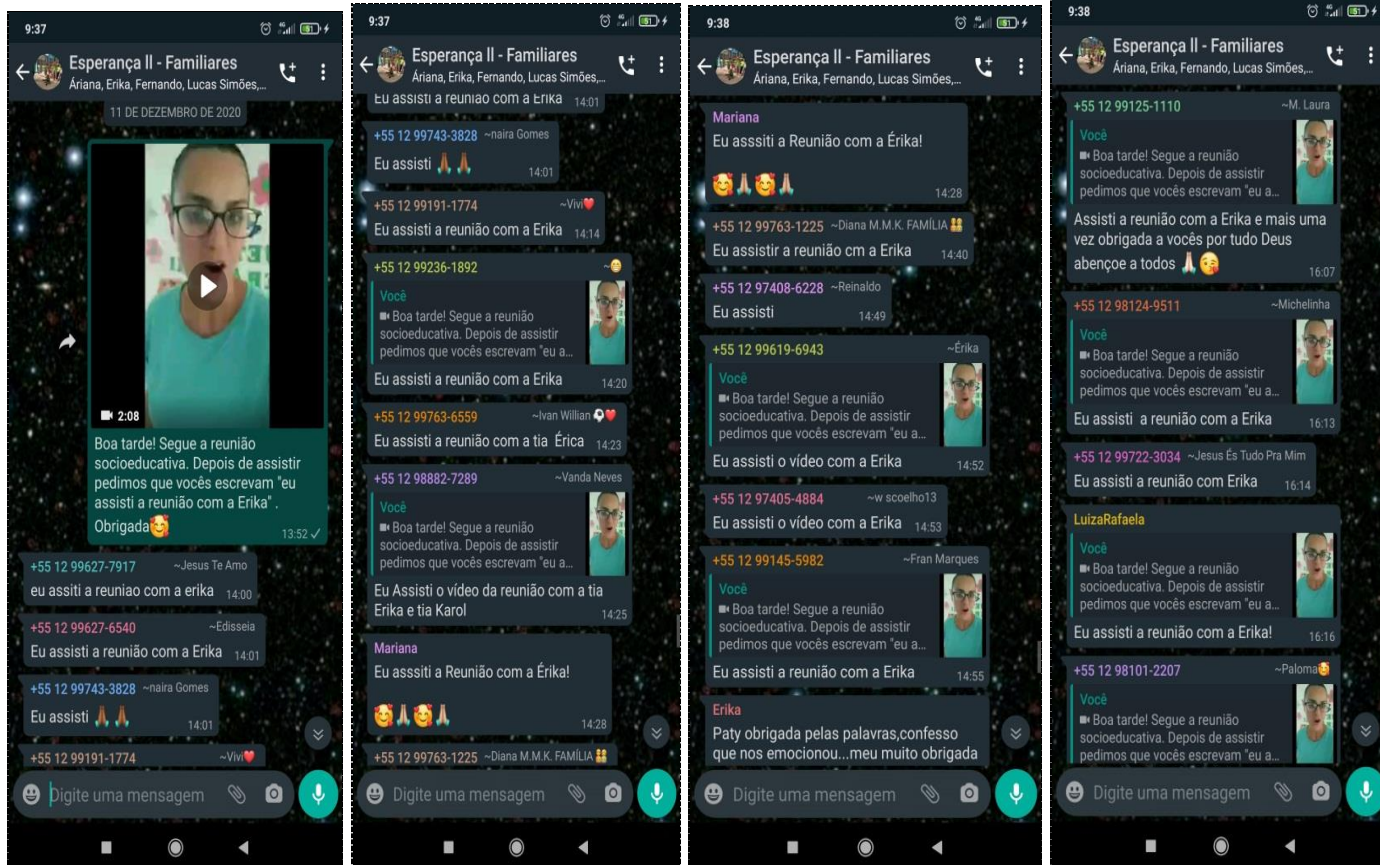 9:37
4G
51
Esperança ll - Familiares
Áriana, Erika, Fernando, Lucas Simões,...
11 DE DEZEMBRO DE 2020
2:08
Boa tarde! Segue a reunião
socioeducativa. Depois de assistir
pedimos que vocês escrevam "eu
assisti a reunião com a Erika" .
Obrigada🥰
13:52 ✓
+55 12 99627-7917 ~Jesus Te Amo
eu assiti a reuniao com a erika 14:00
+55 12 99627-6540 ~Edisseia
Eu assisti a reunião com a Erika 14:01
+55 12 99743-3828 ~naira Gomes
Eu assisti 🙏🏾🙏🏾 14:01
+55 12 99191-1774 ~Vivi❤️
Digite uma mensagem
9:37
4G
51
Esperança ll - Familiares
Áriana, Erika, Fernando, Lucas Simões,...
Eu assisti a reunião com a Erika 14:01
+55 12 99743-3828 ~naira Gomes
Eu assisti 🙏🏾🙏🏾 14:01
+55 12 99191-1774 ~Vivi❤️
Eu assisti a reunião com a Erika 14:14
+55 12 99236-1892 ~😁
Você
Boa tarde! Segue a reunião
socioeducativa. Depois de assistir
pedimos que vocês escrevam "eu a...
Eu assisti a reunião com a Erika 14:20
+55 12 99763-6559 ~Ivan Willian ⚽❤️
Eu assisti a reunião com a tia Érica 14:23
+55 12 98882-7289 ~Vanda Neves
Você
Boa tarde! Segue a reunião
socioeducativa. Depois de assistir
pedimos que vocês escrevam "eu a...
Eu Assisti o vídeo da reunião com a tia
Erika e tia Karol 14:25
Mariana
Eu asssiti a Reunião com a Érika!
🥰🙏🏻🥰🙏🏻 14:28
+55 12 99763-1225 ~Diana M.M.K. FAMÍLIA 👨‍👩‍👧‍👦
Digite uma mensagem
9:38
4G
51
Esperança ll - Familiares
Áriana, Erika, Fernando, Lucas Simões,...
Mariana
Eu asssiti a Reunião com a Érika!
🥰🙏🏻🥰🙏🏻 14:28
+55 12 99763-1225 ~Diana M.M.K. FAMÍLIA 👨‍👩‍👧‍👦
Eu assistir a reunião cm a Erika 14:40
+55 12 97408-6228 ~Reinaldo
Eu assisti 14:49
+55 12 99619-6943 ~Érika
Você
Boa tarde! Segue a reunião
socioeducativa. Depois de assistir
pedimos que vocês escrevam "eu a...
Eu assisti o vídeo com a Erika 14:52
+55 12 97405-4884 ~w scoelho13
Eu assisti o vídeo com a Erika 14:53
+55 12 99145-5982 ~Fran Marques
Você
Boa tarde! Segue a reunião
socioeducativa. Depois de assistir
pedimos que vocês escrevam "eu a...
Eu assisti a reunião com a Erika 14:55
Erika
Paty obrigada pelas palavras,confesso
que nos emocionou...meu muito obrigada
Digite uma mensagem
9:38
4G
51
Esperança ll - Familiares
Áriana, Erika, Fernando, Lucas Simões,...
+55 12 99125-1110 ~M. Laura
Você
Boa tarde! Segue a reunião
socioeducativa. Depois de assistir
pedimos que vocês escrevam "eu a...
Assisti a reunião com a Erika e mais uma
vez obrigada a vocês por tudo Deus
abençoe a todos 🙏🏻😘 16:07
+55 12 98124-9511 ~Michelinha
Você
Boa tarde! Segue a reunião
socioeducativa. Depois de assistir
pedimos que vocês escrevam "eu a...
Eu assisti a reunião com a Erika 16:13
+55 12 99722-3034 ~Jesus És Tudo Pra Mim
Eu assisti a reunião com Erika 16:14
LuizaRafaela
Você
Boa tarde! Segue a reunião
socioeducativa. Depois de assistir
pedimos que vocês escrevam "eu a...
Eu assisti a reunião com a Erika! 16:16
+55 12 98101-2207 ~Paloma🥰
Você
Boa tarde! Segue a reunião
socioeducativa. Depois de assistir
pedimos que vocês escrevam "eu a...
Digite uma mensagem